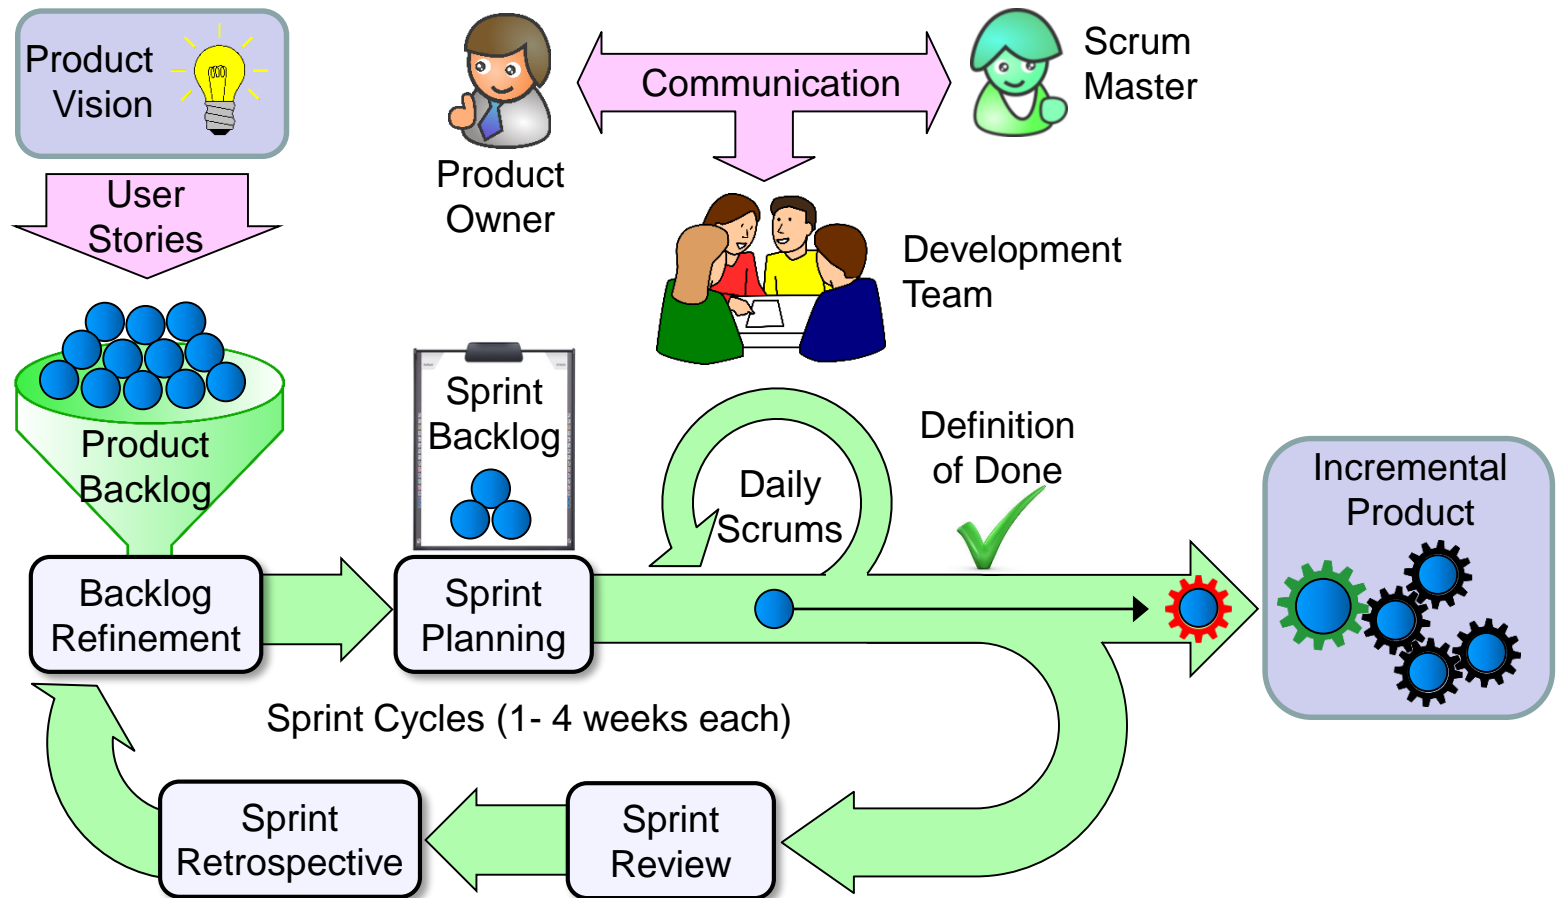 Product
Vision
User
Stories
Product
Backlog
Backlog
Refinement
Sprint
Backlog
Sprint
Planning
Product
Owner
Communication
Scrum
Master
Development
Team
Daily
Scrums
Definition
of Done
Incremental
Product
Sprint Cycles (1- 4 weeks each)
Sprint
Review
Sprint
Retrospective